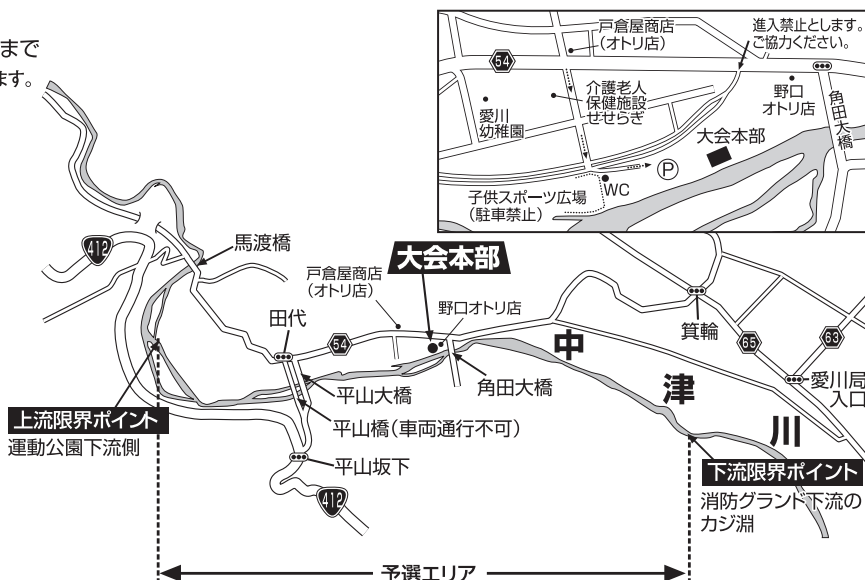 まで
ます。
戸倉屋商店
(オトリ店)
進入禁止とします。
ご協力ください。
54
愛川
幼稚園
介護老人
保健施設
せせらぎ
野口
オトリ店
角田大橋
大会本部
P
WC
子供スポーツ広場
(駐車禁止)
412
馬渡橋
大会本部
戸倉屋商店
(オトリ店)
野口オトリ店
田代
54
箕輪
65
63
愛川局
入口
中津川
平山大橋
角田大橋
平山橋(車両通行不可)
上流限界ポイント
運動公園下流側
平山坂下
412
下流限界ポイント
消防グランド下流の
カジ淵
予選エリア